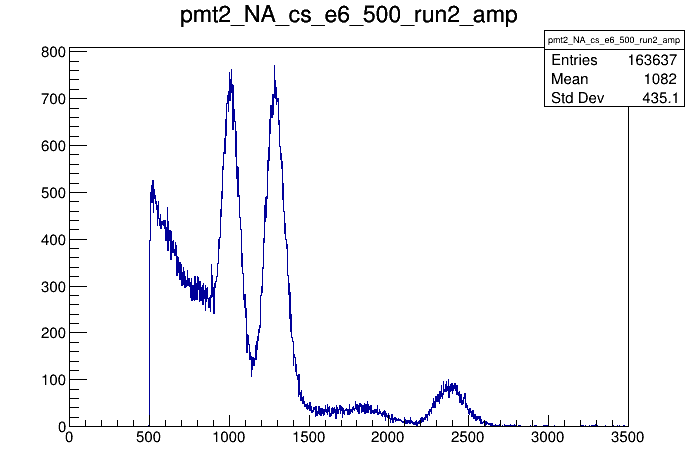 pmt2_NA_cs_e6_500_run2_amp
pmt2_NA_cs_e6_500_run2_amp
Entries 163637
Mean 1082
Std Dev 435.1
800
700
600
500
400
300
200
100
0
0 500 1000 1500 2000 2500 3000 3500